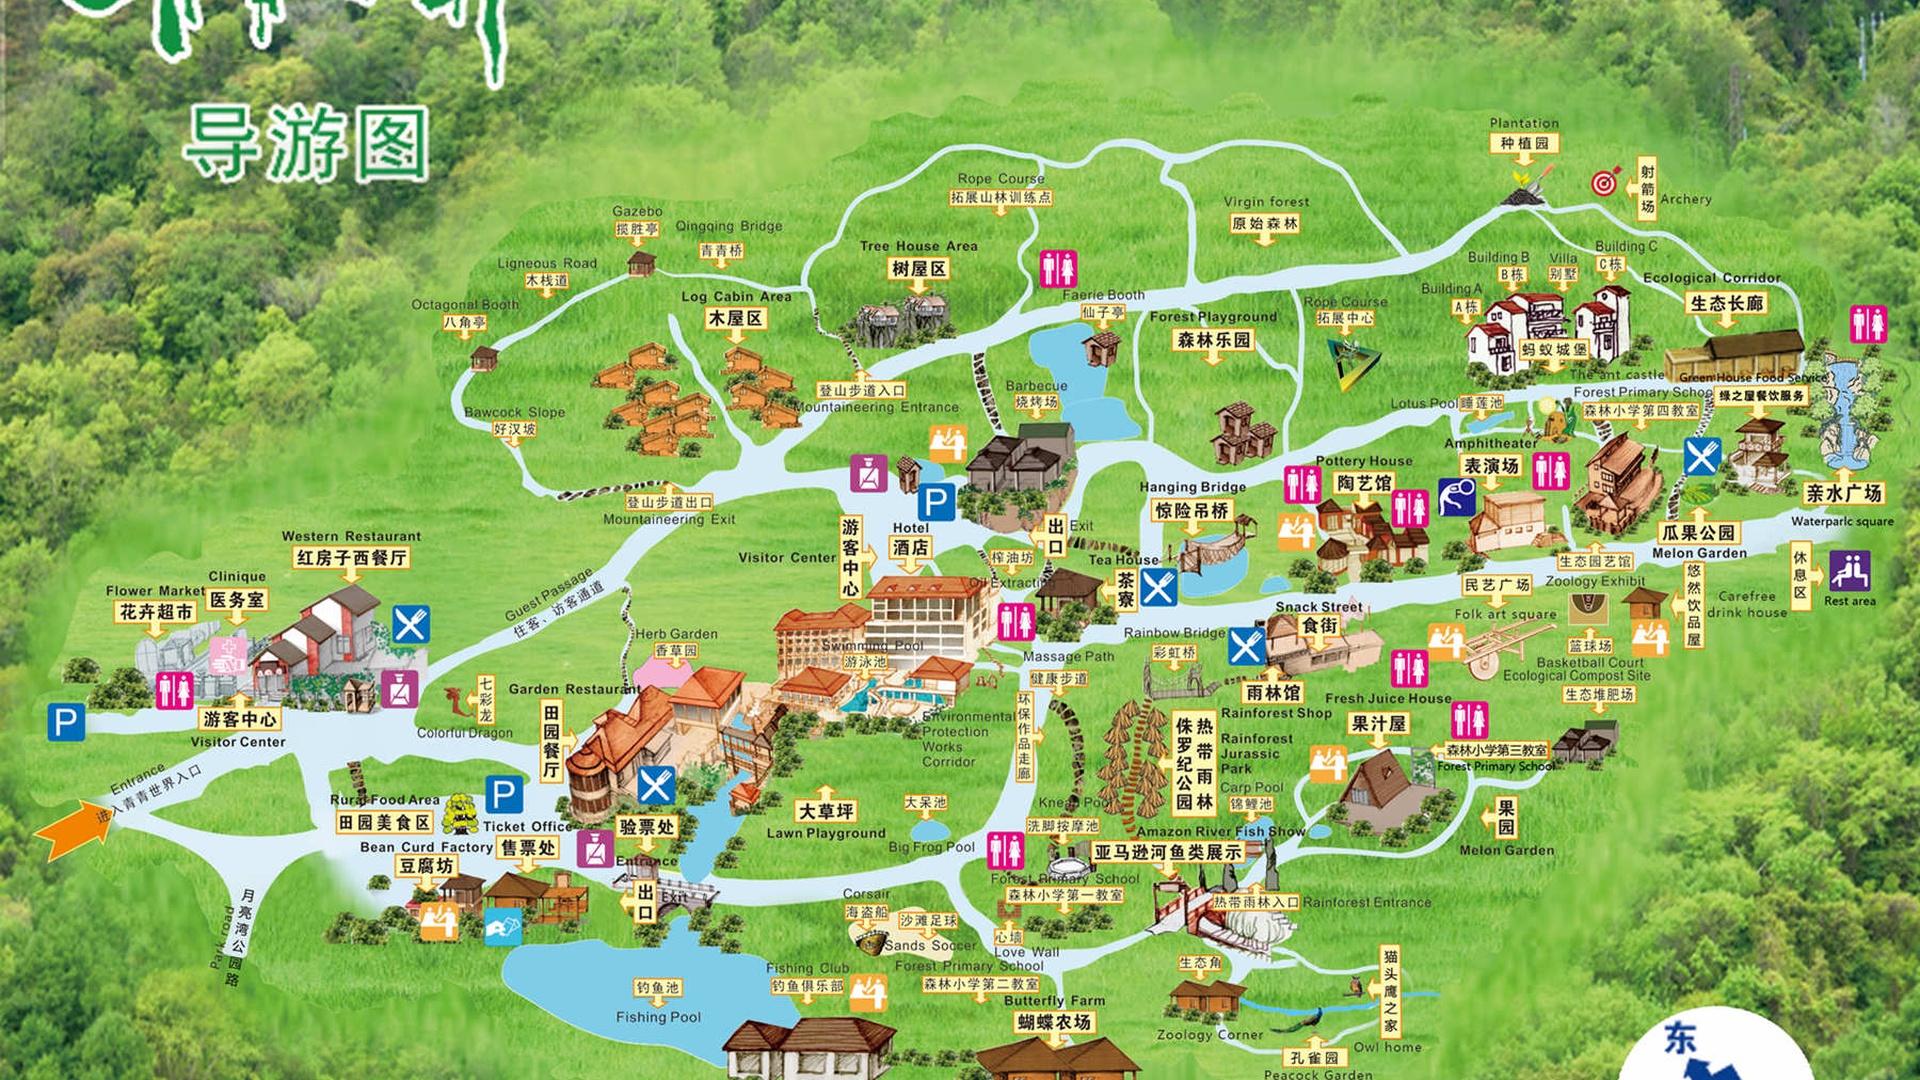 导游图
Plantation
种植园
射箭场
Archery
Rope Course
拓展山林训练点
Virgin forest
原始森林
Gazebo
揽胜亭
Qingqing Bridge
青青桥
Tree House Area
树屋区
Building B
B栋
Villa
别墅
Building C
C栋
Ligneous Road
木栈道
Building A
A栋
Ecological Corridor
生态长廊
Octagonal Booth
八角亭
Log Cabin Area
木屋区
Faerie Booth
仙子亭
Forest Playground
森林乐园
Rope Course
拓展中心
蚂蚁城堡
The ant castle
登山步道入口
Mountaineering Entrance
Barbecue
烧烤场
Lotus Pool
睡莲池
Forest Primary School
森林小学第四教室
Green House Food Service
绿之屋餐饮服务
Bawcock Slope
好汉坡
Amphitheater
表演场
Pottery House
陶艺馆
Hanging Bridge
惊险吊桥
登山步道出口
Mountaineering Exit
P
亲水广场
Waterparlc square
瓜果公园
Melon Garden
Hotel
酒店
Visitor Center
游客中心
出口
Exit
榨油坊
Oil Extraction
Tea House
茶寮
生态园艺馆
Zoology Exhibit
休息区
Rest area
Western Restaurant
红房子西餐厅
Flower Market
花卉超市
Clinique
医务室
Guest Passage
住客、访客通道
民艺广场
Folk art square
悠然饮品屋
Carefree
drink house
Snack Street
食街
Herb Garden
香草园
Swimming Pool
游泳池
Rainbow Bridge
彩虹桥
篮球场
Basketball Court
Massage Path
健康步道
Ecological Compost Site
生态堆肥场
七彩龙
Colorful Dragon
Garden Restaurant
田园餐厅
雨林馆
Rainforest Shop
Fresh Juice House
果汁屋
P
游客中心
Visitor Center
Environmental
Protection
Works
Corridor
环保作品走廊
热带雨林
侏罗纪公园
Rainforest
Jurassic
Park
森林小学第三教室
Forest Primary School
Entrance
进入青青世界入口
Rural Food Area
田园美食区
P
Ticket Office
售票处
验票处
Entrance
大草坪
Lawn Playground
大呆池
Big Frog Pool
Knead Pool
洗脚按摩池
Carp Pool
锦鲤池
Amazon River Fish Show
亚马逊河鱼类展示
果园
Melon Garden
Bean Curd Factory
豆腐坊
出口
Exit
Forest Primary School
森林小学第一教室
Corsair
海盗船
沙滩足球
Sands Soccer
心墙
Love Wall
热带雨林入口
Rainforest Entrance
月亮湾公园路
Park road
钓鱼池
Fishing Pool
Fishing Club
钓鱼俱乐部
Forest Primary School
森林小学第二教室
Butterfly Farm
蝴蝶农场
生态角
Zoology Corner
猫头鹰之家
Owl home
孔雀园
Peacock Garden
东